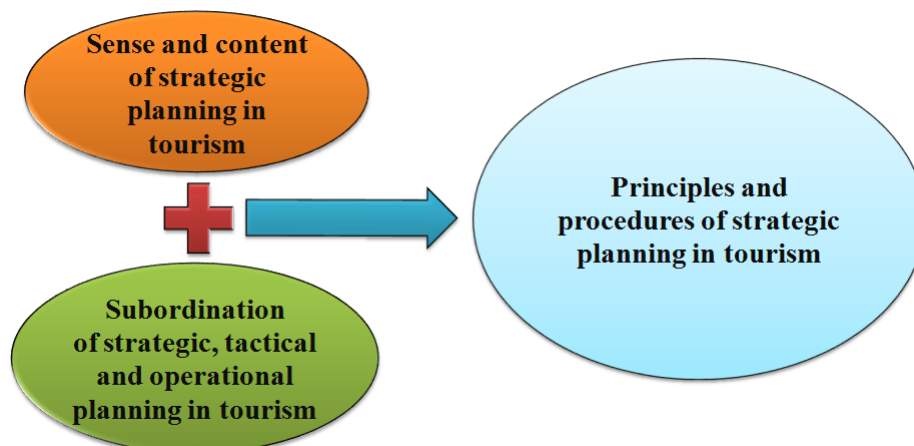 Sense and content
of strategic
planning in
tourism
Subordination
of strategic, tactical
and operational
planning in tourism
Principles and
procedures of strategic
planning in tourism